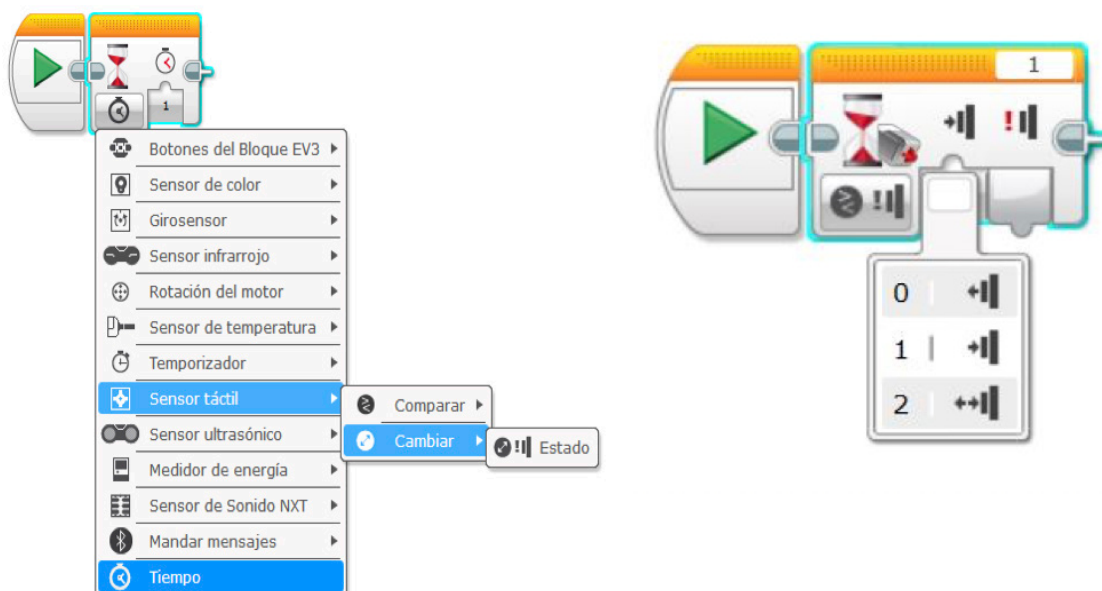 1
Botones del Bloque EV3
Sensor de color
Girosensor
Sensor infrarrojo
Rotación del motor
Sensor de temperatura
Temporizador
Sensor táctil
Comparar
Cambiar
Estado
Sensor ultrasónico
Medidor de energía
Sensor de Sonido NXT
Mandar mensajes
Tiempo
1
0
1
2